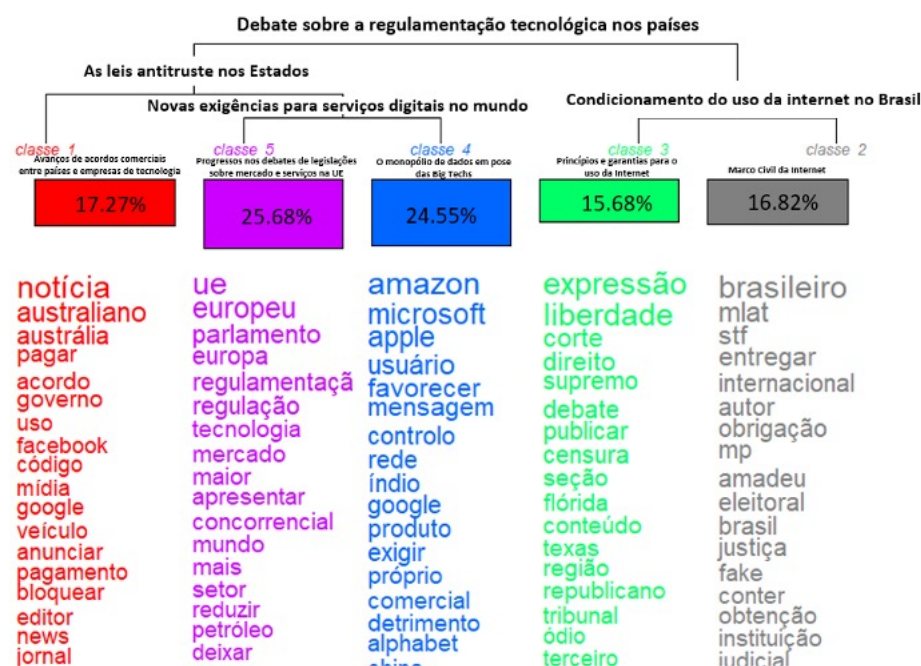 Debate sobre a regulamentação tecnológica nos países
As leis antitruste nos Estados
Novas exigências para serviços digitais no mundo
Condicionamento do uso da internet no Brasil
classe 1
Avanços de acordos comerciais
entre países e empresas de tecnologia
17.27%
classe 5
Progressos nos debates de legislações
sobre mercado e serviços na UE
25.68%
classe 4
O monopólio de dados em pose
das Big Techs
24.55%
classe 3
Princípios e garantias para o
uso da Internet
15.68%
classe 2
Marco Civil da Internet
16.82%
notícia
australiano
austrália
pagar
acordo
governo
uso
facebook
código
mídia
google
veículo
anunciar
pagamento
bloquear
editor
news
jornal
ue
europeu
parlamento
europa
regulamentaçã
regulação
tecnologia
mercado
maior
apresentar
concorrencial
mundo
mais
setor
reduzir
petróleo
deixar
amazon
microsoft
apple
usuário
favorecer
mensagem
controlo
rede
índio
google
produto
exigir
próprio
comercial
detrimento
alphabet
expressão
liberdade
corte
direito
supremo
debate
publicar
censura
seção
flórida
conteúdo
texas
região
republicano
tribunal
ódio
terceiro
brasileiro
mlat
stf
entregar
internacional
autor
obrigação
mp
amadeu
eleitoral
brasil
justiça
fake
conter
obtenção
instituição
judicial